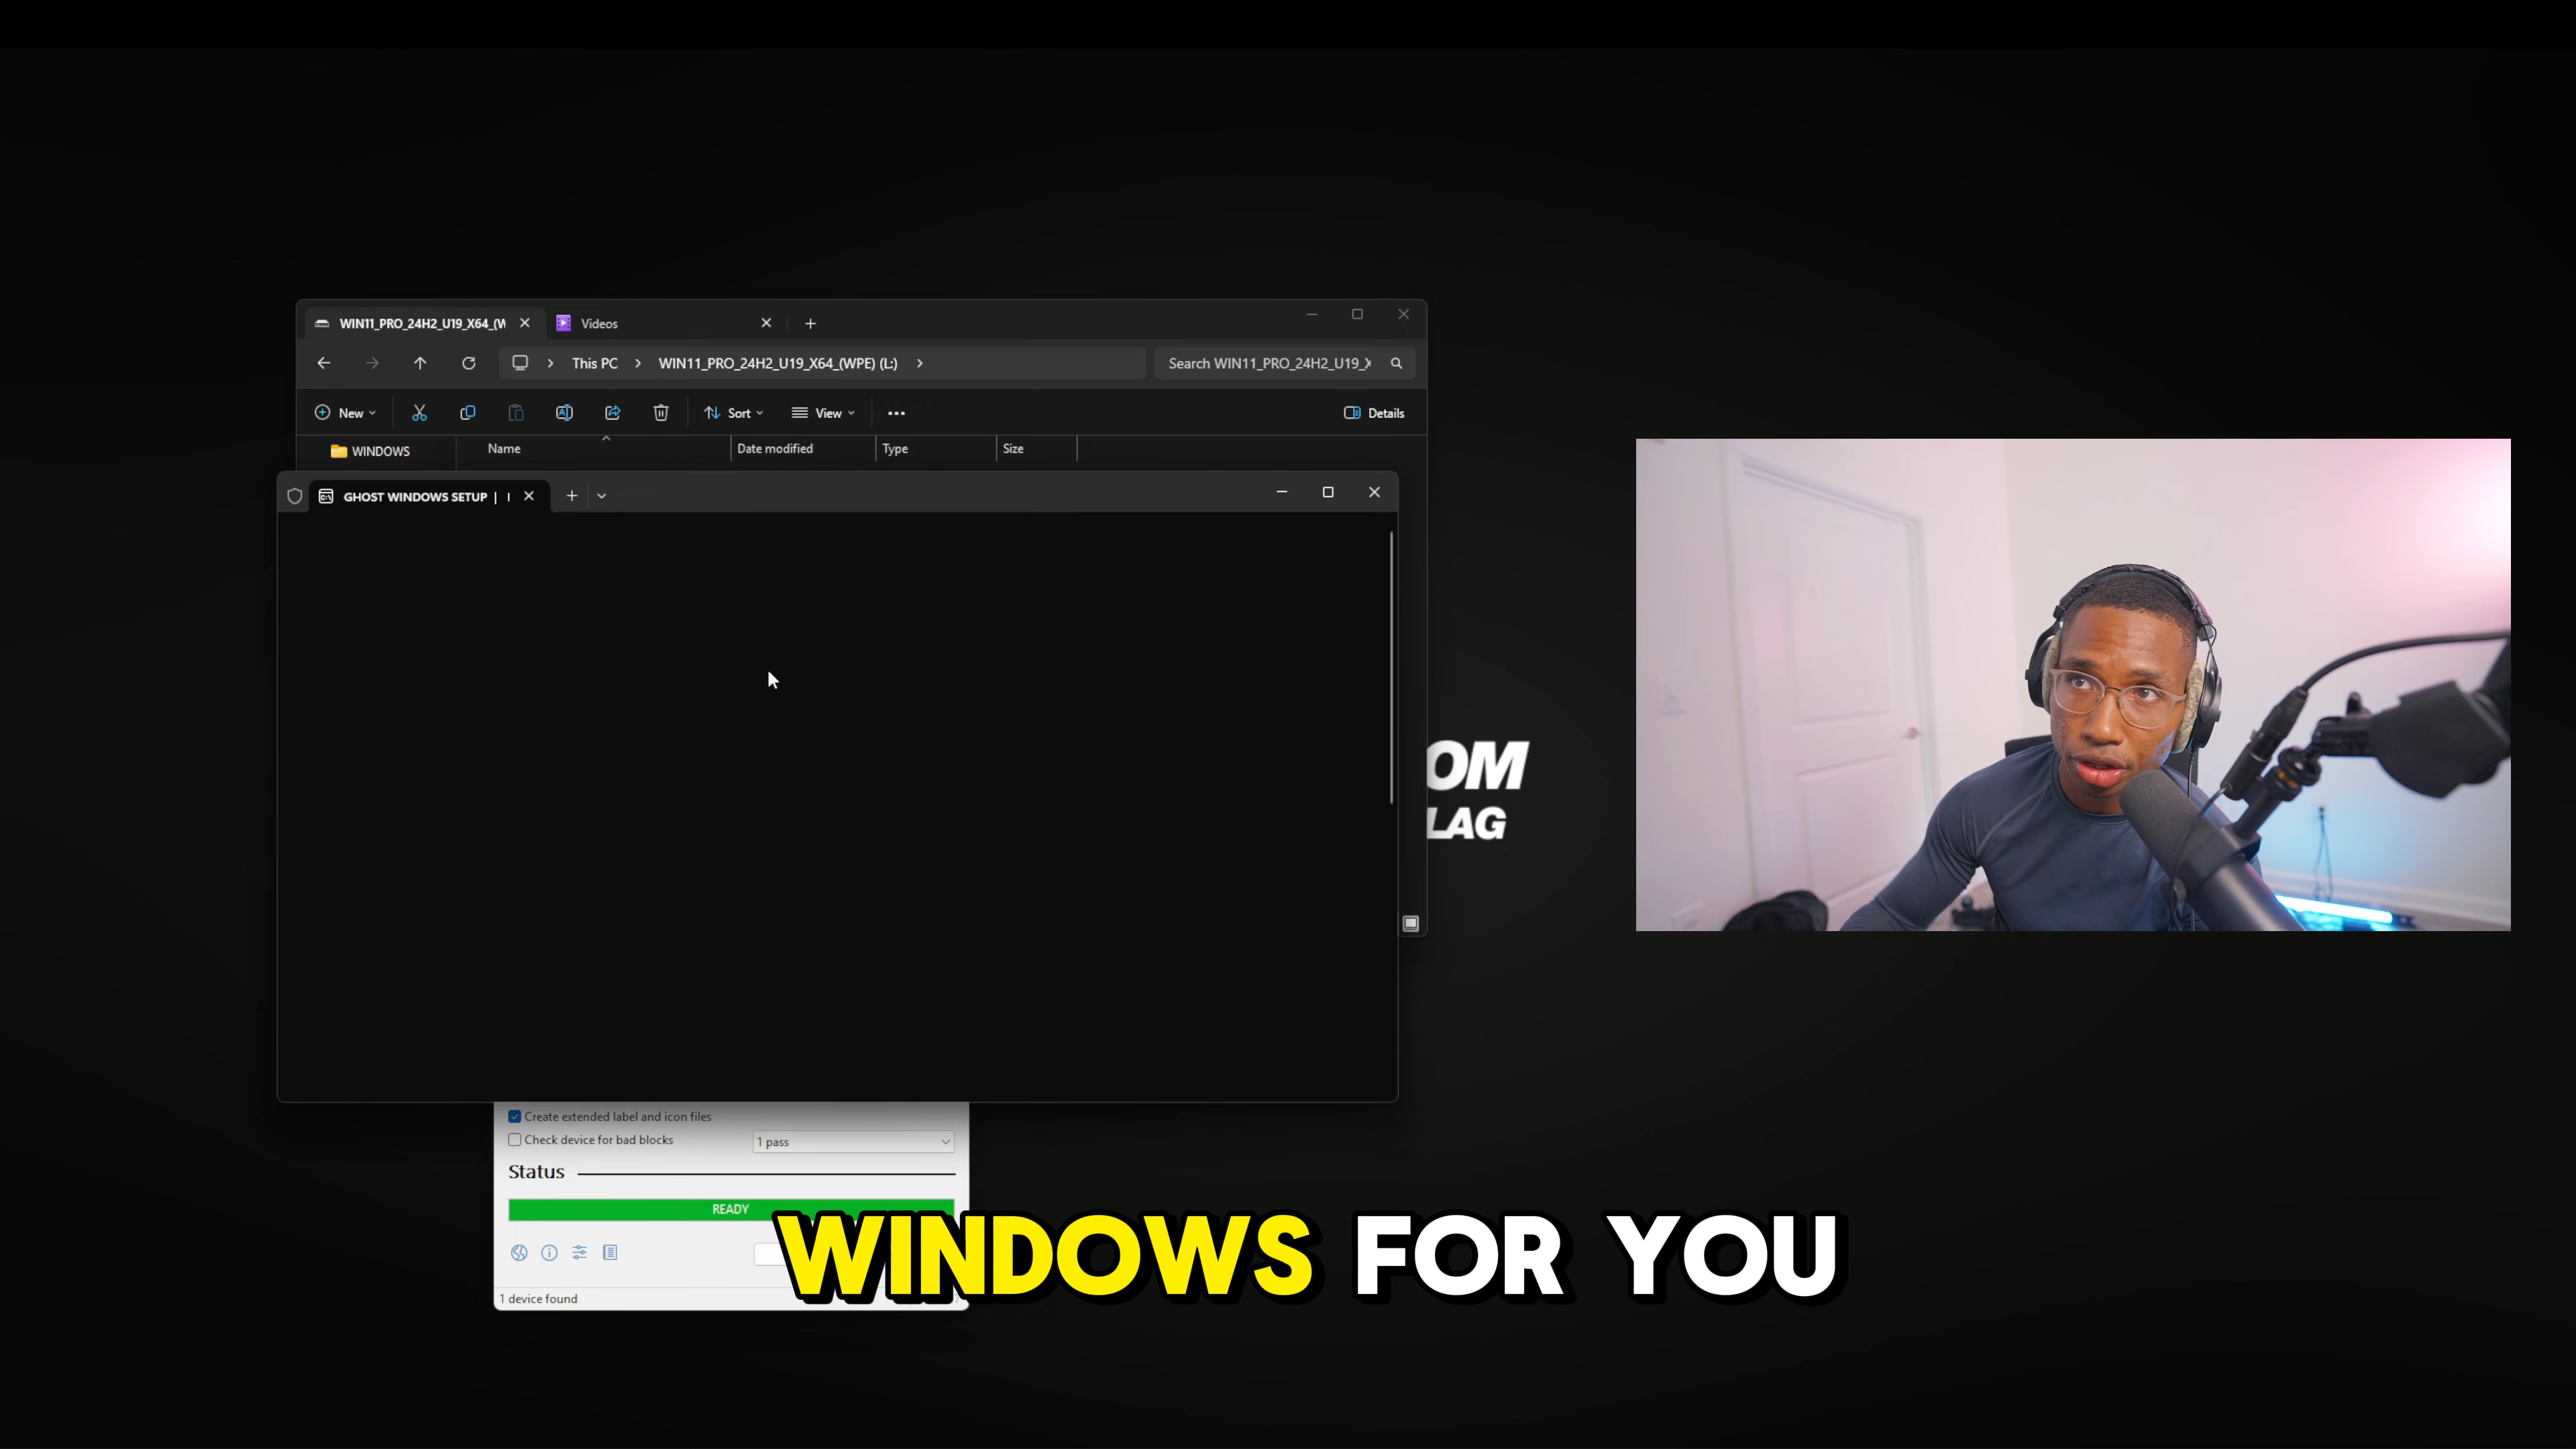 WIN11_PRO_24H2_U19_X64_(W
Videos
This PC
WIN11_PRO_24H2_U19_X64_(WPE) (L:)
Search WIN11_PRO_24H2_U19_X
New
Sort
View
Details
WINDOWS
Name
Date modified
Type
Size
GHOST WINDOWS SETUP |
OM
LAG
Create extended label and icon files
Check device for bad blocks
1 pass
Status
READY
1 device found
WINDOWS FOR YOU